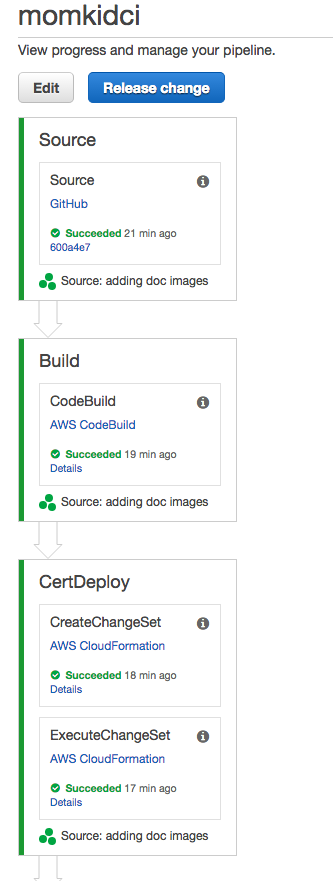 momkidci
View progress and manage your pipeline.
Edit
Release change
Source
Source
GitHub
Succeeded 21 min ago
600a4e7
Source: adding doc images
Build
CodeBuild
AWS CodeBuild
Succeeded 19 min ago
Details
Source: adding doc images
CertDeploy
CreateChangeSet
AWS CloudFormation
Succeeded 18 min ago
Details
ExecuteChangeSet
AWS CloudFormation
Succeeded 17 min ago
Details
Source: adding doc images